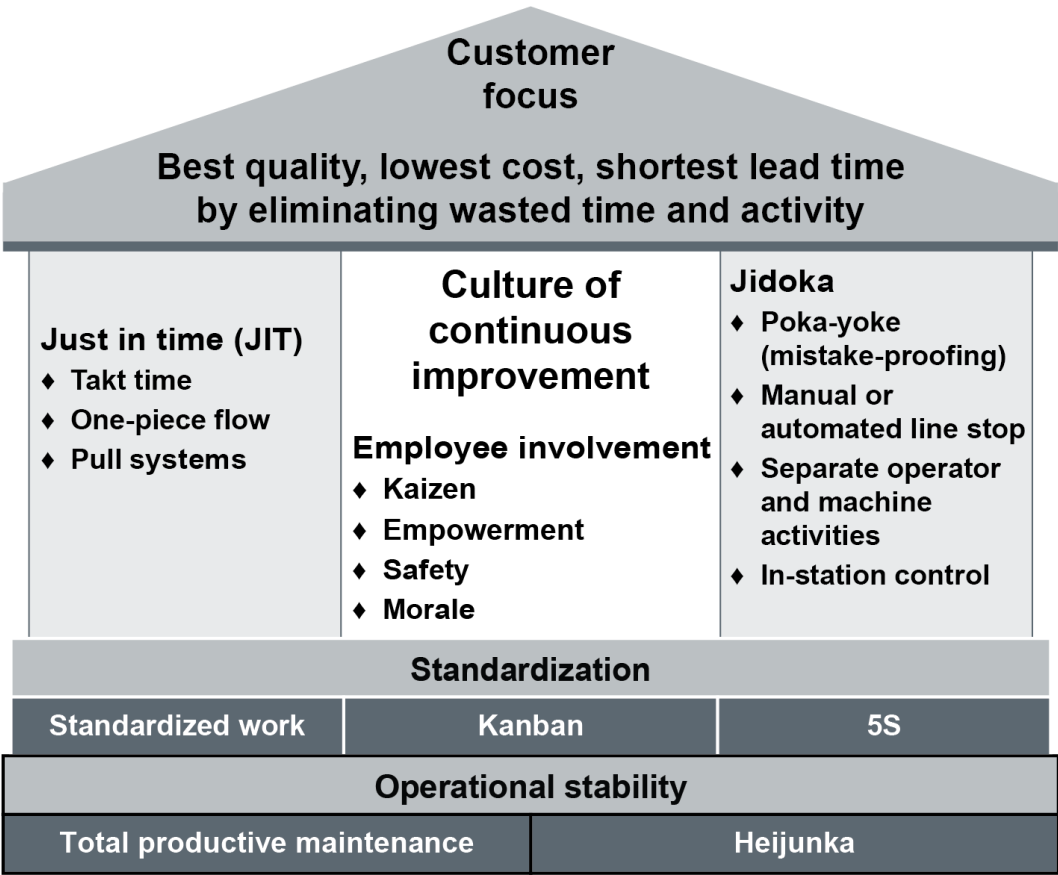 Customer
focus
Best quality, lowest cost, shortest lead time
by eliminating wasted time and activity
Just in time (JIT)
♦ Takt time
♦ One-piece flow
♦ Pull systems
Culture of
continuous
improvement
Employee involvement
♦ Kaizen
♦ Empowerment
♦ Safety
♦ Morale
Jidoka
♦ Poka-yoke
(mistake-proofing)
♦ Manual or
automated line stop
♦ Separate operator
and machine
activities
♦ In-station control
Standardization
Standardized work
Kanban
5S
Operational stability
Total productive maintenance
Heijunka